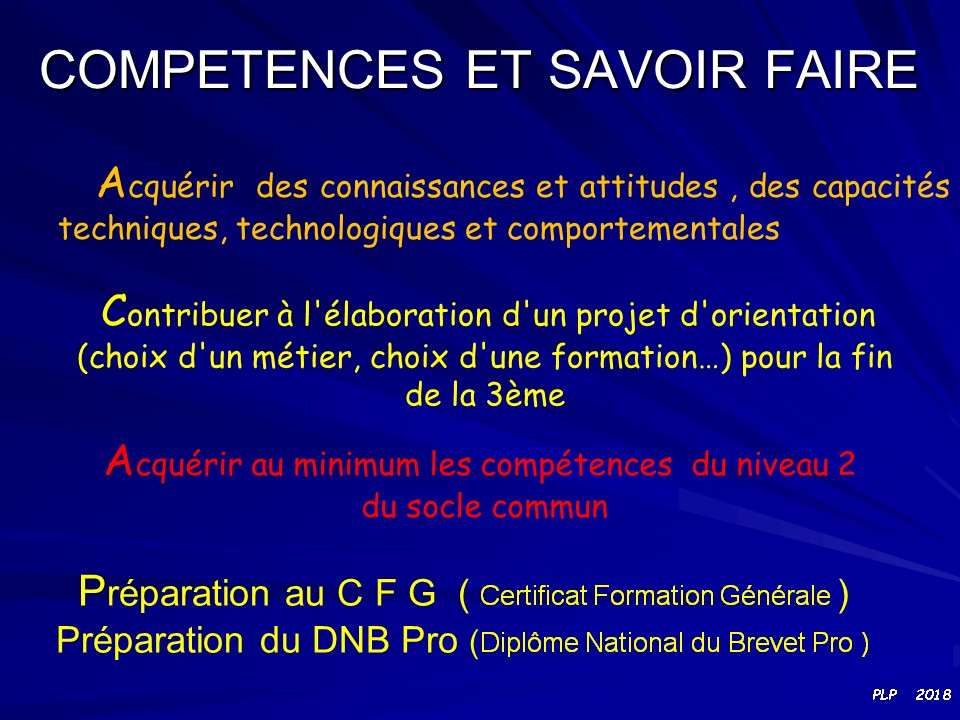 COMPETENCES ET SAVOIR FAIRE
Acquérir des connaissances et attitudes , des capacités
techniques, technologiques et comportementales
Contribuer à l'élaboration d'un projet d'orientation
(choix d'un métier, choix d'une formation…) pour la fin
de la 3ème
Acquérir au minimum les compétences du niveau 2
du socle commun
Préparation au C F G ( Certificat Formation Générale )
Préparation du DNB Pro (Diplôme National du Brevet Pro )
PLP 2018